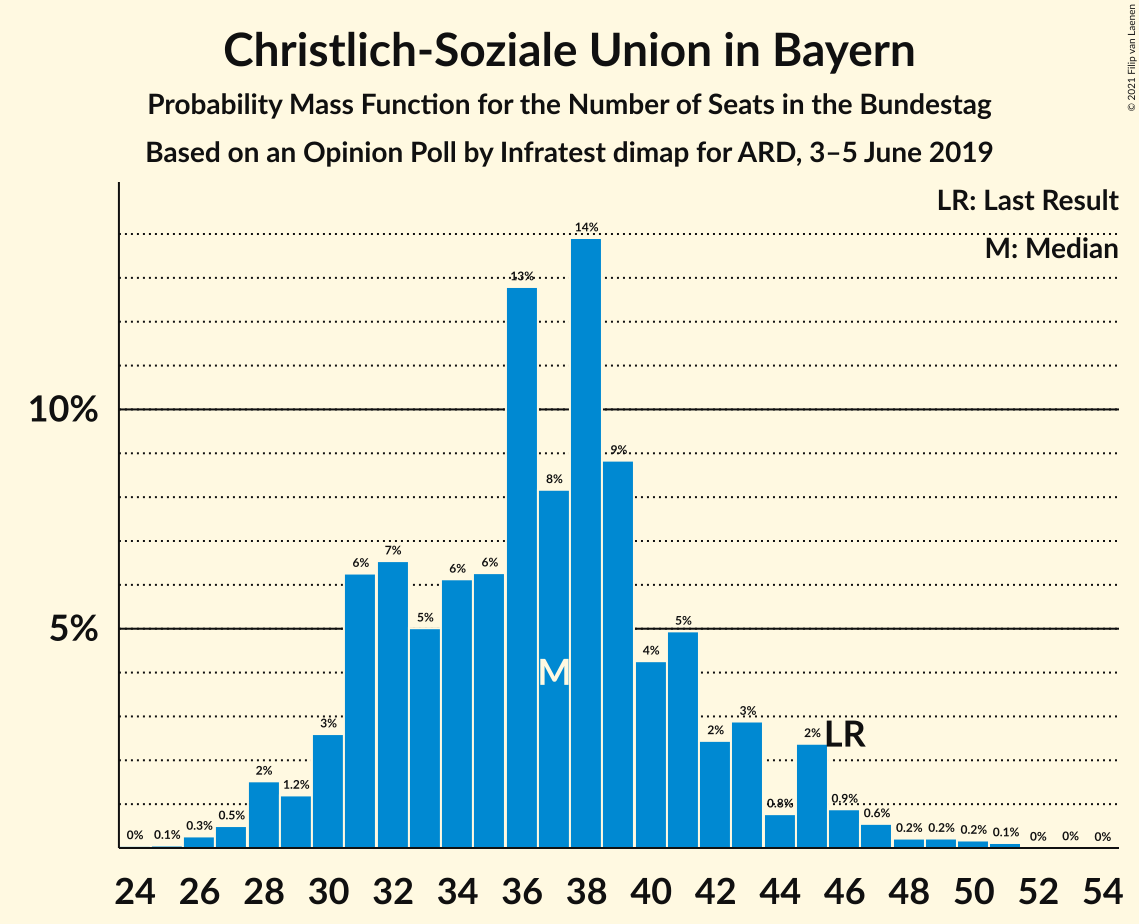 Christlich-Soziale Union in Bayern
Probability Mass Function for the Number of Seats in the Bundestag
Based on an Opinion Poll by Infratest dimap for ARD, 3–5 June 2019
© 2021 Filip van Laenen
LR: Last Result
M: Median
10%
5%
0% 0.1% 0.3% 0.5% 2% 1.2% 3% 6% 7% 5% 6% 6% 13% 8% 14% 9% 4% 5% 2% 3% 0.8% 2% 0.9% 0.6% 0.2% 0.2% 0.2% 0.1% 0% 0% 0%
M
LR
24 26 28 30 32 34 36 38 40 42 44 46 48 50 52 54